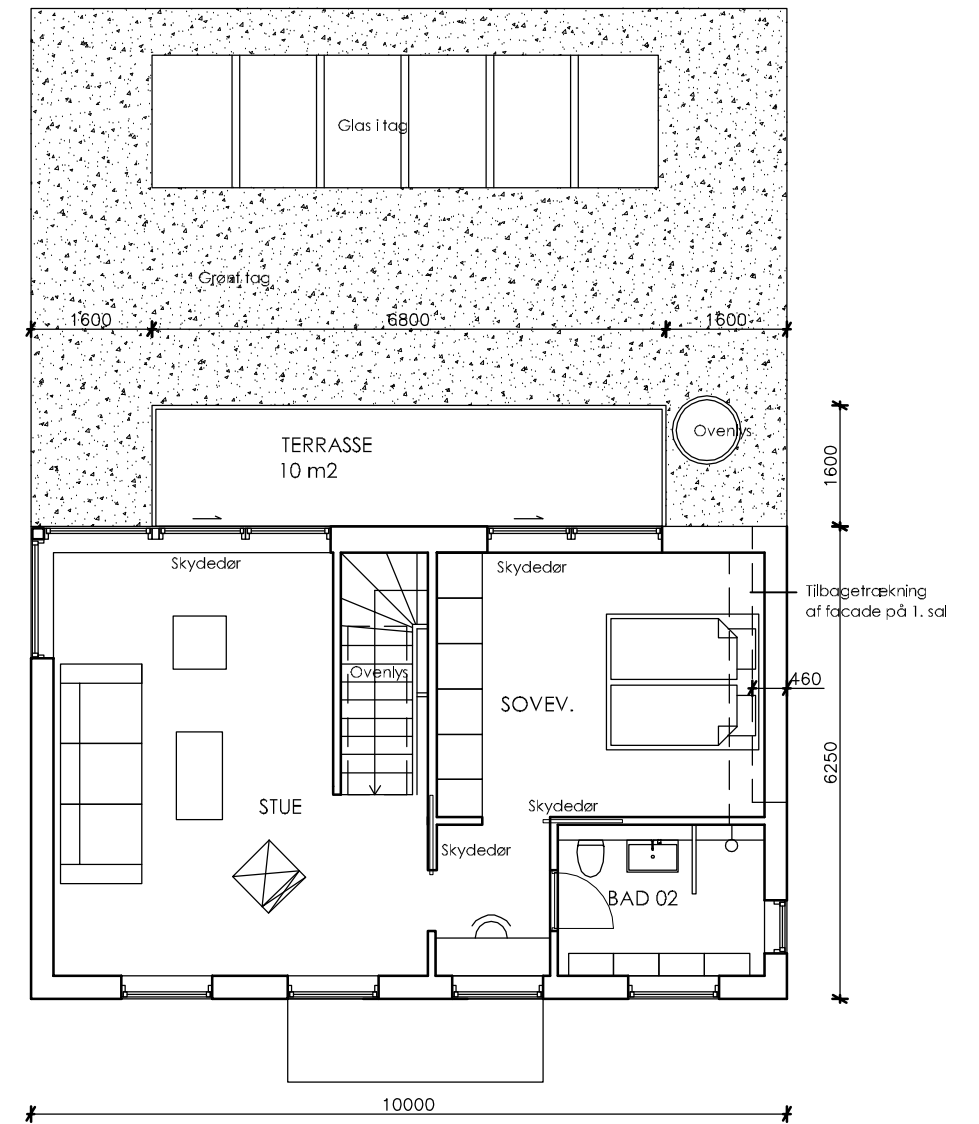 Glas i tag
Grønt tag
1600
6800
1600
Ovenlys
TERRASSE
10 m2
1600
Skydedør
Skydedør
Tilbagetrækning
af facade på 1. sal
Ovenlys
460
SOVEV.
6250
STUE
Skydedør
Skydedør
BAD 02
10000